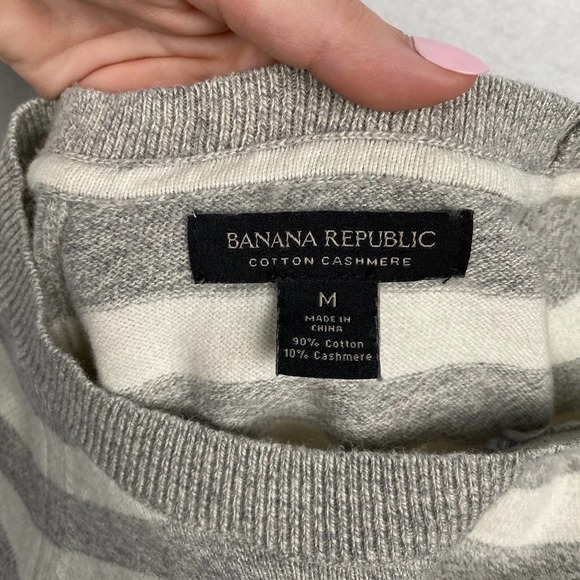 BANANA REPUBLIC
COTTON CASHMERE
M
MADE IN
CHINA
90% Cotton
10% Cashmere